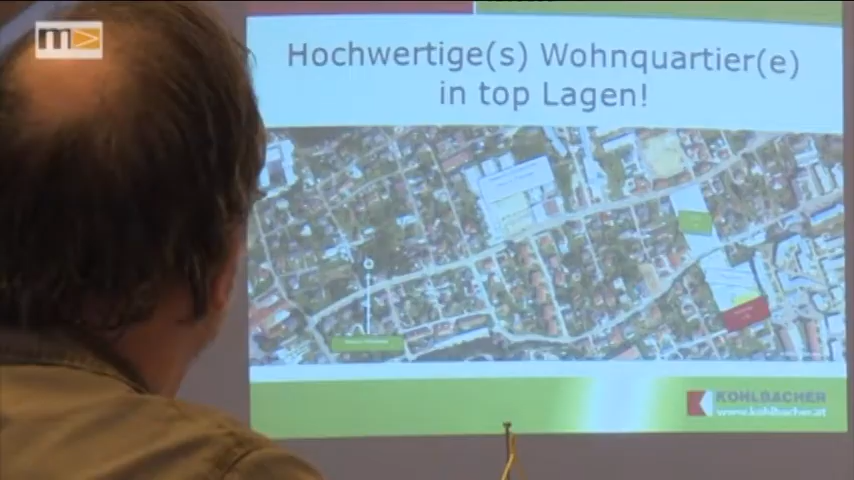 m
Hochwertige(s) Wohnquartier(e)
in top Lagen!
KOHLBACHER
www.kohlbacher.at